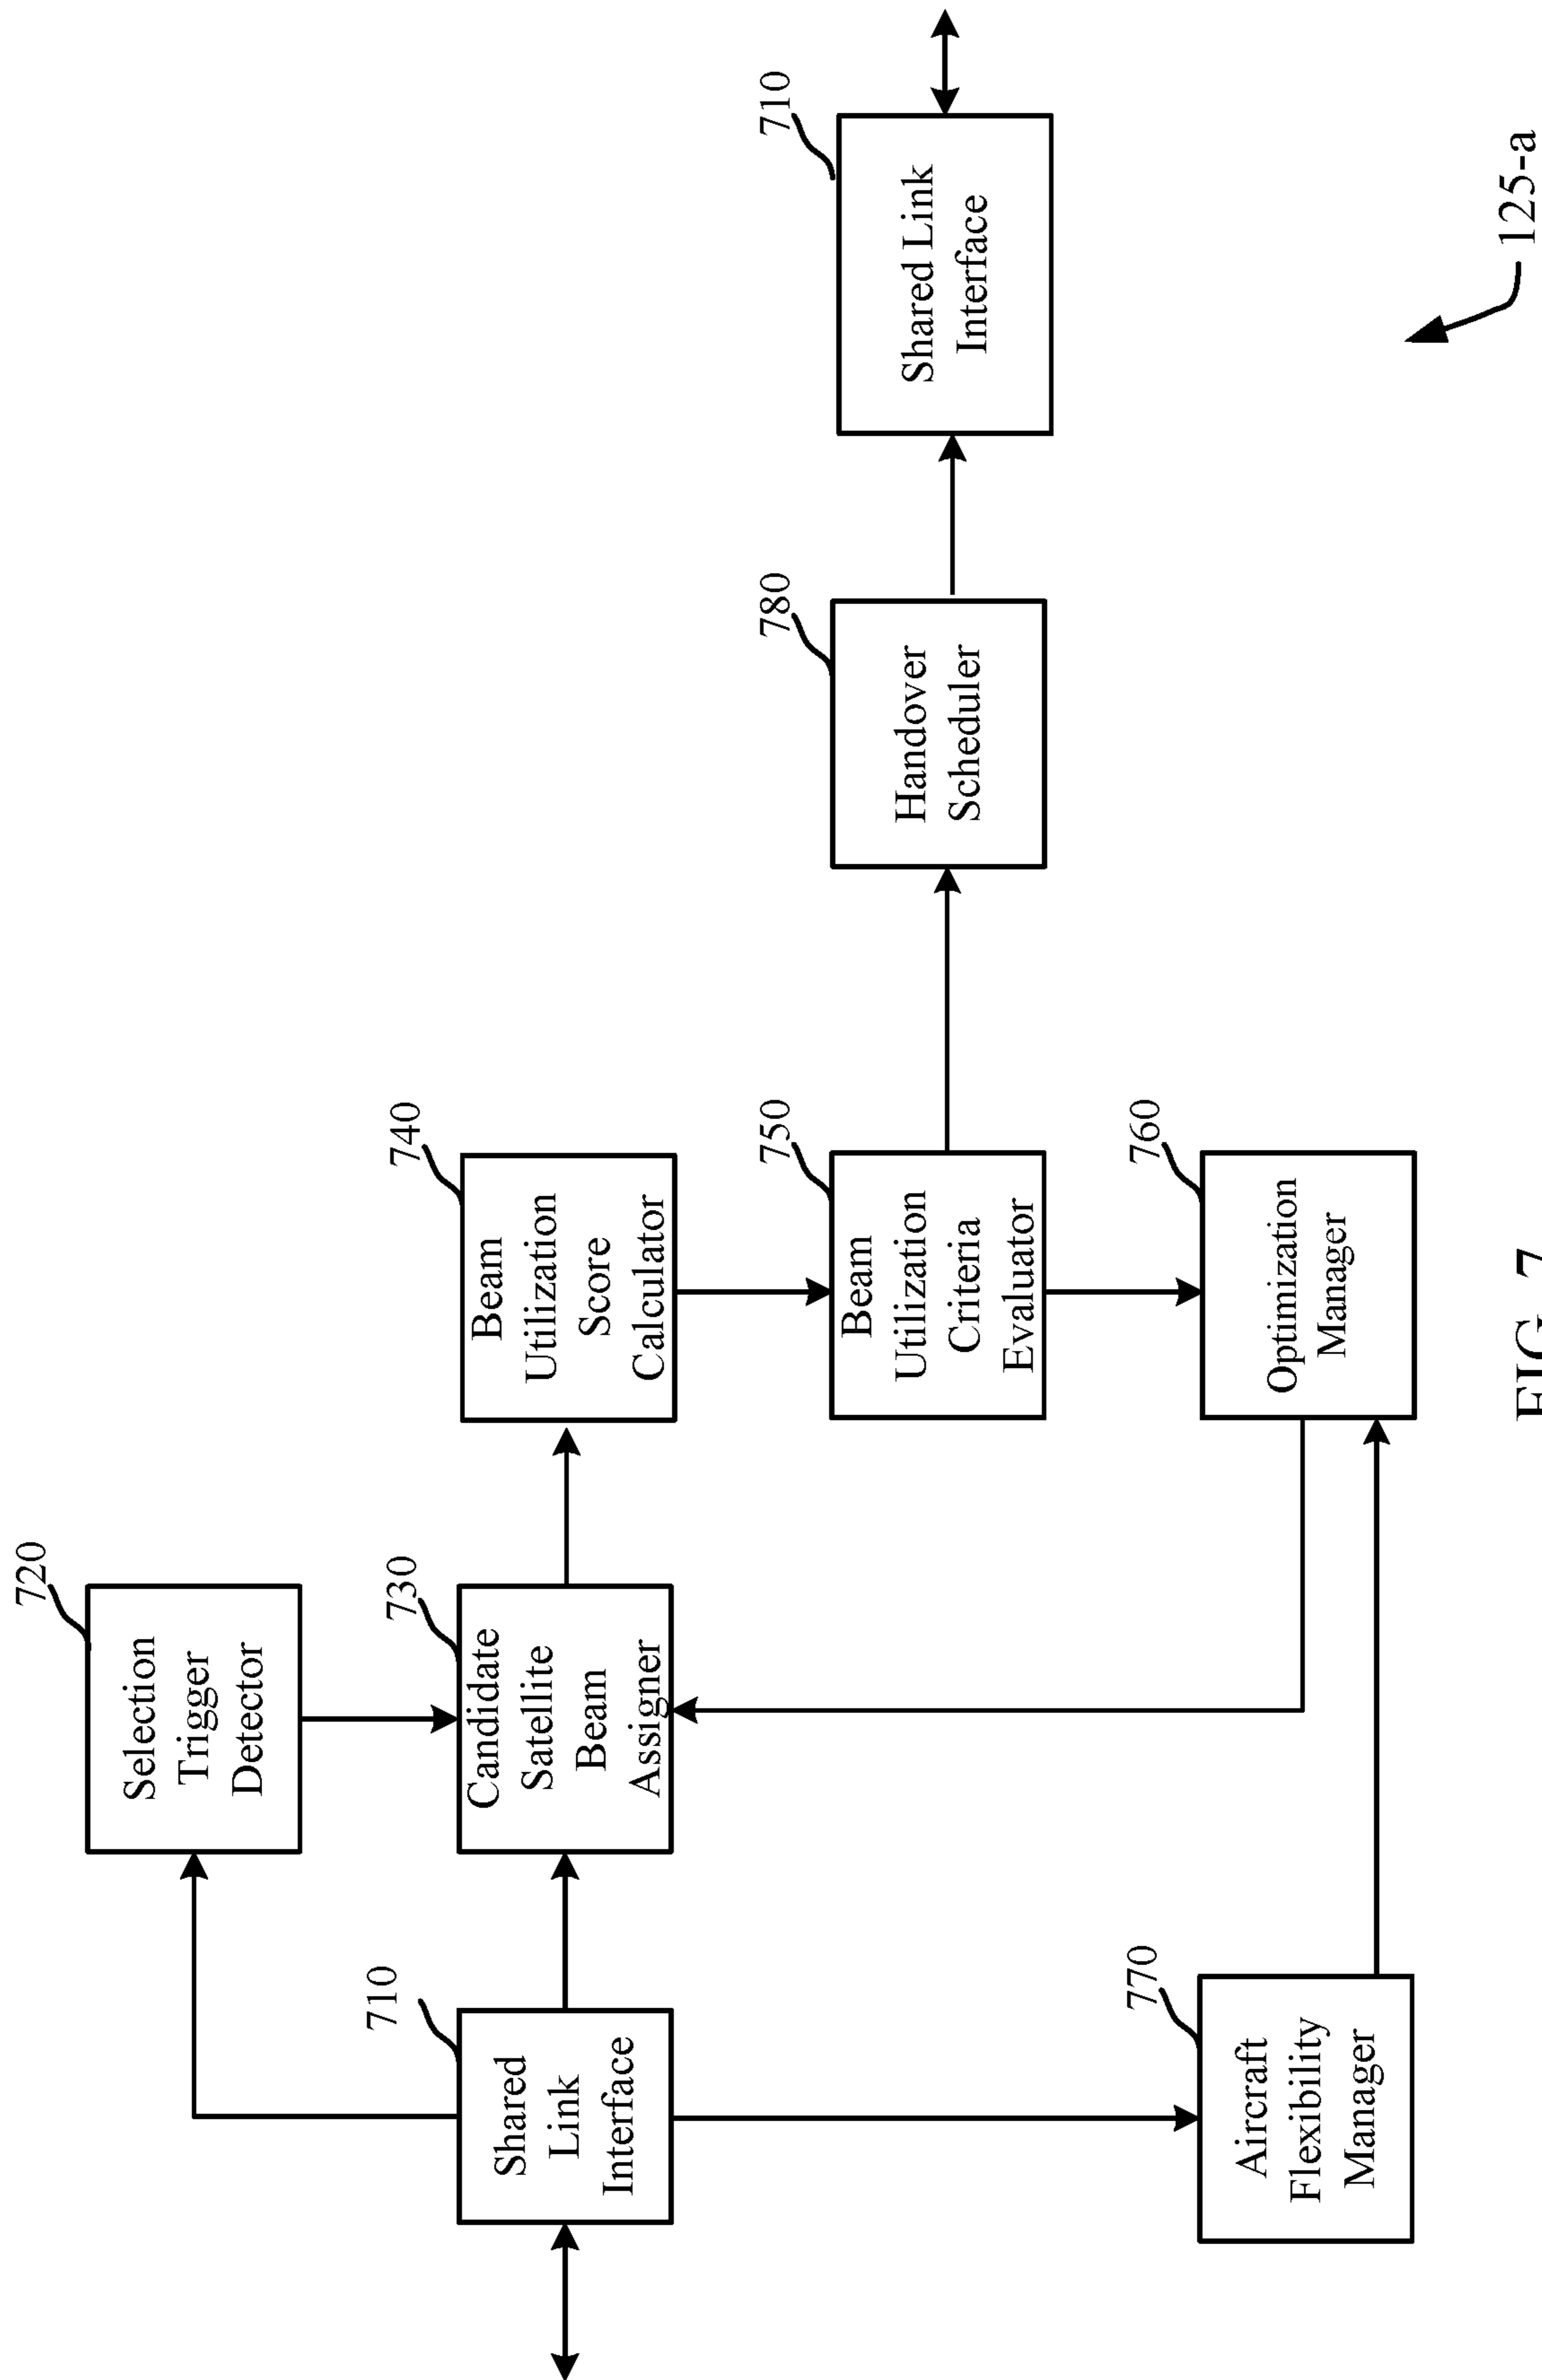 720
Selection
Trigger
Detector
710
Shared
Link
Interface
730
Candidate
Satellite
Beam
Assigner
740
Beam
Utilization
Score
Calculator
750
Beam
Utilization
Criteria
Evaluator
780
Handover
Scheduler
710
Shared Link
Interface
770
Aircraft
Flexibility
Manager
760
Optimization
Manager
125-a
FIG. 7